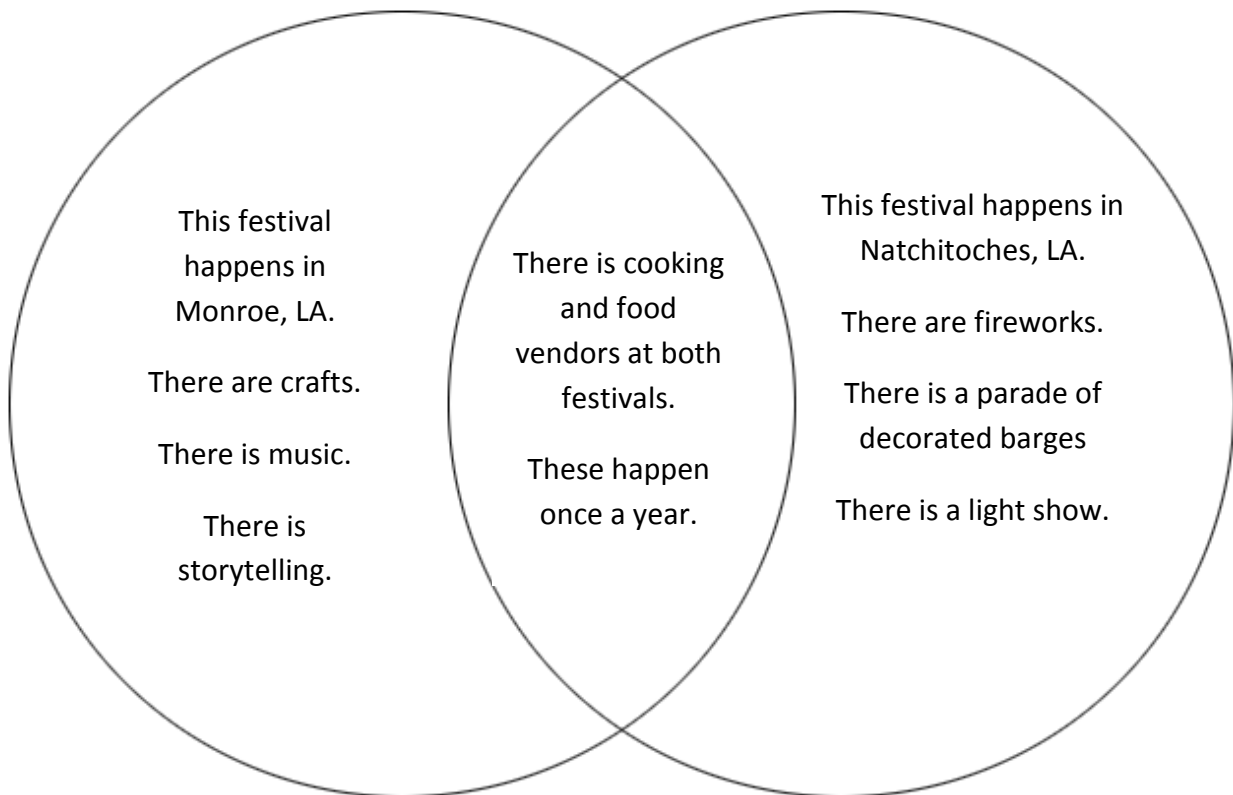 This festival
happens in
Monroe, LA.
There are crafts.
There is music.
There is
storytelling.
There is cooking
and food
vendors at both
festivals.
These happen
once a year.
This festival happens in
Natchitoches, LA.
There are fireworks.
There is a parade of
decorated barges
There is a light show.